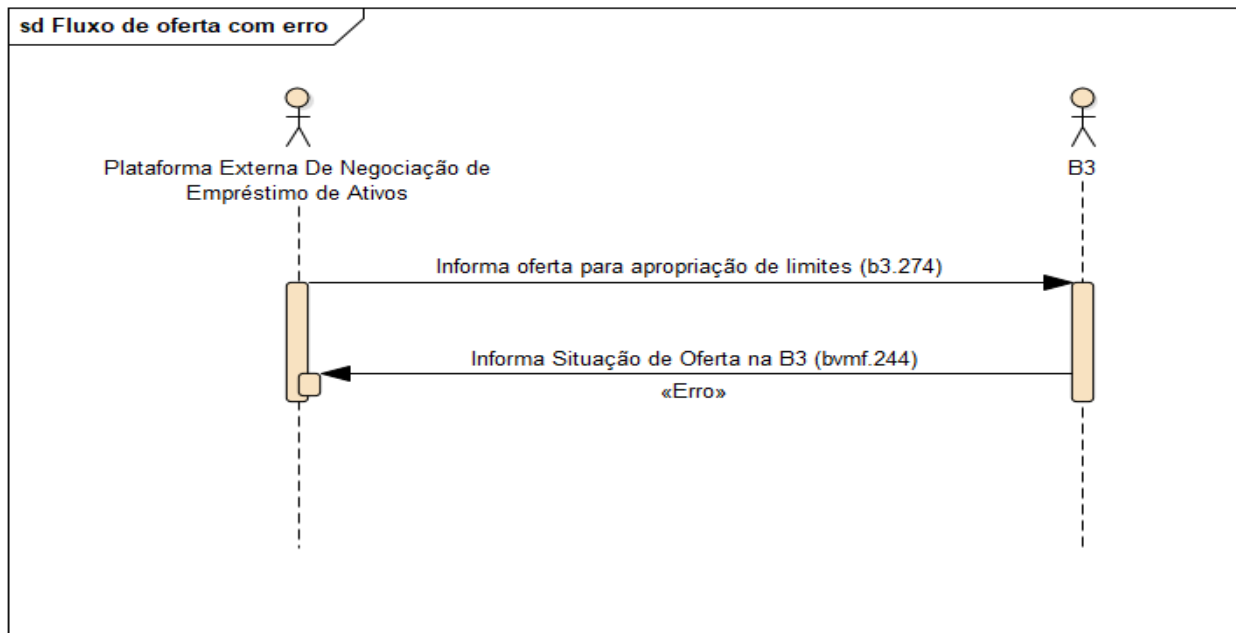 sd Fluxo de oferta com erro
Plataforma Externa De Negociação de
Empréstimo de Ativos
B3
Informa oferta para apropriação de limites (b3.274)
Informa Situação de Oferta na B3 (bvmf.244)
«Erro»